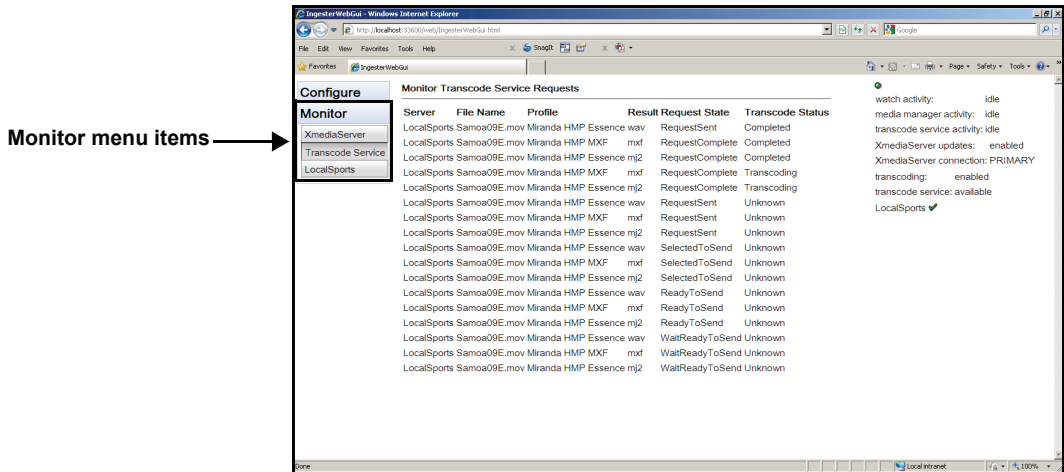 IngesterWebGui - Windows Internet Explorer
http://localhost:33600/web/IngesterWebGui.html
Google
File Edit View Favorites Tools Help
x SnagIt
x
Favorites IngesterWebGui
Page Safety Tools
Configure
Monitor
XmediaServer
Transcode Service
LocalSports
Monitor menu items
Monitor Transcode Service Requests
Server File Name Profile Result Request State Transcode Status
LocalSports Samoa09E.mov Miranda HMP Essence wav RequestSent Completed
LocalSports Samoa09E.mov Miranda HMP MXF mxf RequestComplete Completed
LocalSports Samoa09E.mov Miranda HMP Essence mj2 RequestComplete Completed
LocalSports Samoa09E.mov Miranda HMP MXF mxf RequestComplete Transcoding
LocalSports Samoa09E.mov Miranda HMP Essence mj2 RequestComplete Transcoding
LocalSports Samoa09E.mov Miranda HMP Essence wav RequestSent Unknown
LocalSports Samoa09E.mov Miranda HMP MXF mxf RequestSent Unknown
LocalSports Samoa09E.mov Miranda HMP Essence mj2 RequestSent Unknown
LocalSports Samoa09E.mov Miranda HMP Essence wav SelectedToSend Unknown
LocalSports Samoa09E.mov Miranda HMP MXF mxf SelectedToSend Unknown
LocalSports Samoa09E.mov Miranda HMP Essence mj2 SelectedToSend Unknown
LocalSports Samoa09E.mov Miranda HMP Essence wav ReadyToSend Unknown
LocalSports Samoa09E.mov Miranda HMP MXF mxf ReadyToSend Unknown
LocalSports Samoa09E.mov Miranda HMP Essence mj2 ReadyToSend Unknown
LocalSports Samoa09E.mov Miranda HMP Essence wav WaitReadyToSend Unknown
LocalSports Samoa09E.mov Miranda HMP MXF mxf WaitReadyToSend Unknown
LocalSports Samoa09E.mov Miranda HMP Essence mj2 WaitReadyToSend Unknown
watch activity: idle
media manager activity: idle
transcode service activity: idle
XmediaServer updates: enabled
XmediaServer connection: PRIMARY
transcoding: enabled
transcode service: available
LocalSports
Done
Local intranet
100%